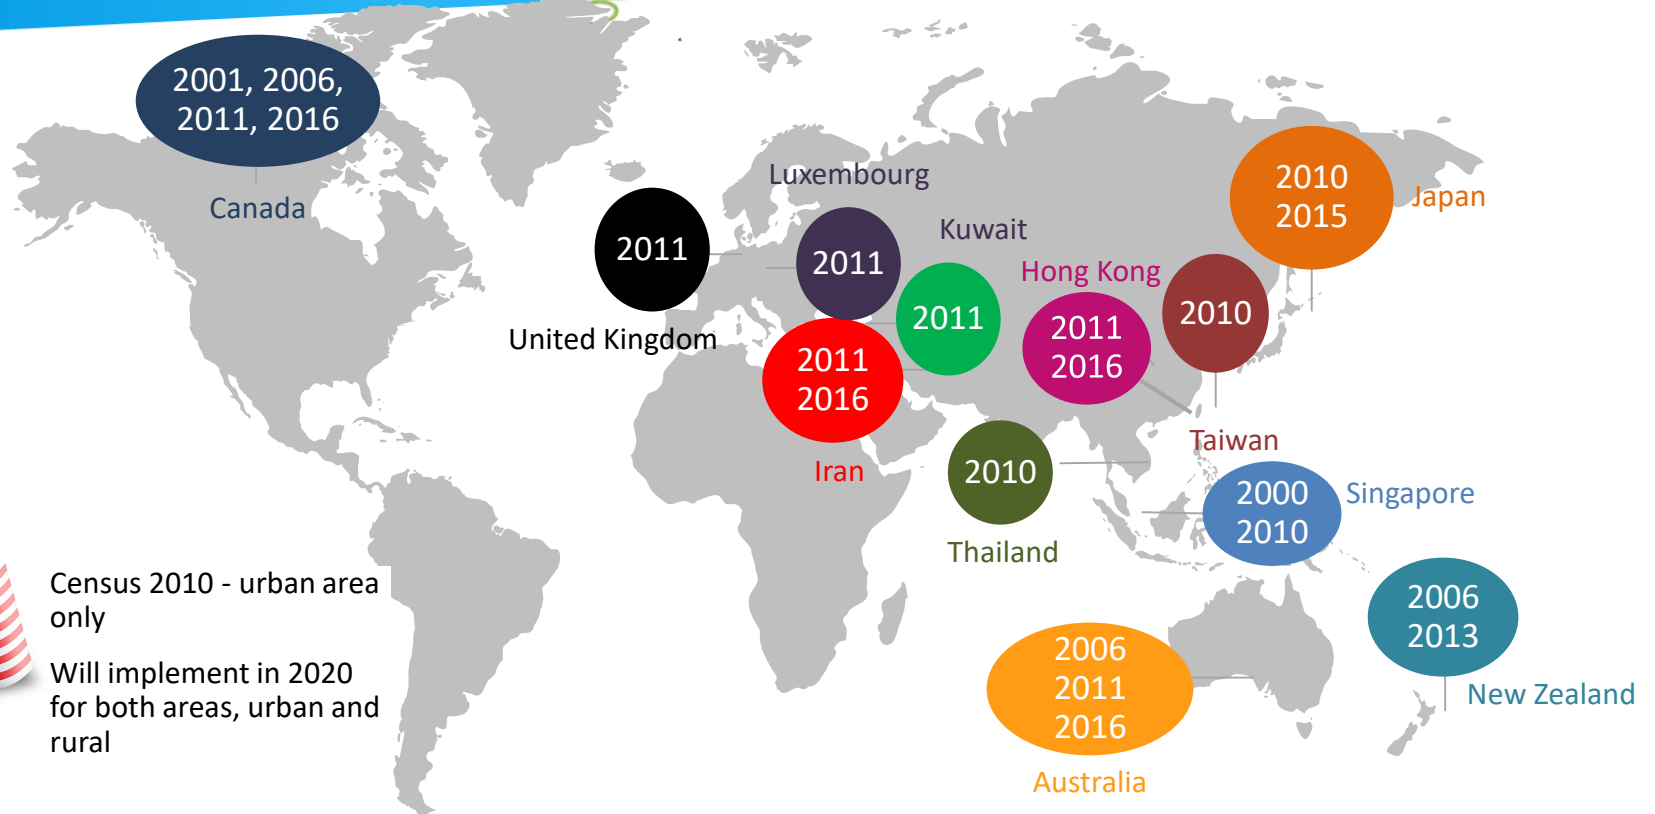 2001, 2006,
2011, 2016
Canada
2011
United Kingdom
Luxembourg
2011
Kuwait
2011
2011
2016
Iran
Hong Kong
2011
2016
2010
Taiwan
2010
2015
Japan
2010
Thailand
2000
2010
Singapore
2006
2013
New Zealand
2006
2011
2016
Australia
Census 2010 - urban area
only
Will implement in 2020
for both areas, urban and
rural